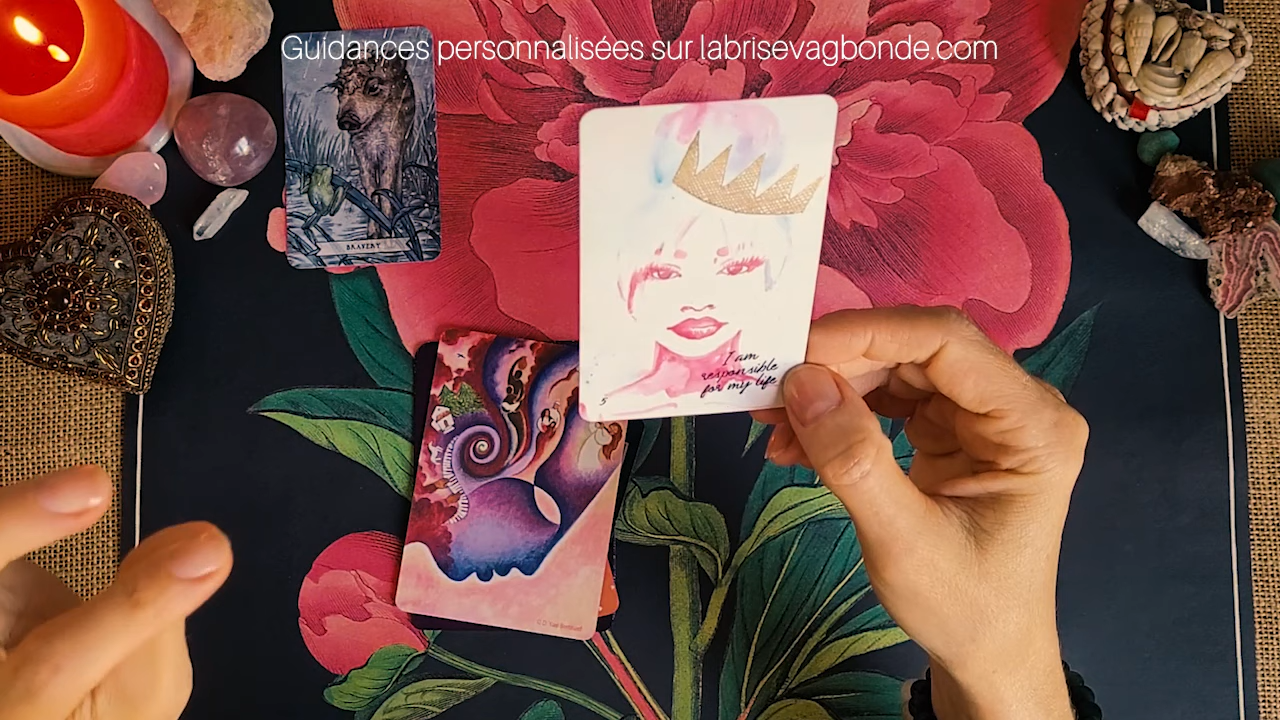 Guidances personnalisées sur labrisevagbonde.com
BRAVERY
I am
responsible
for my life
5